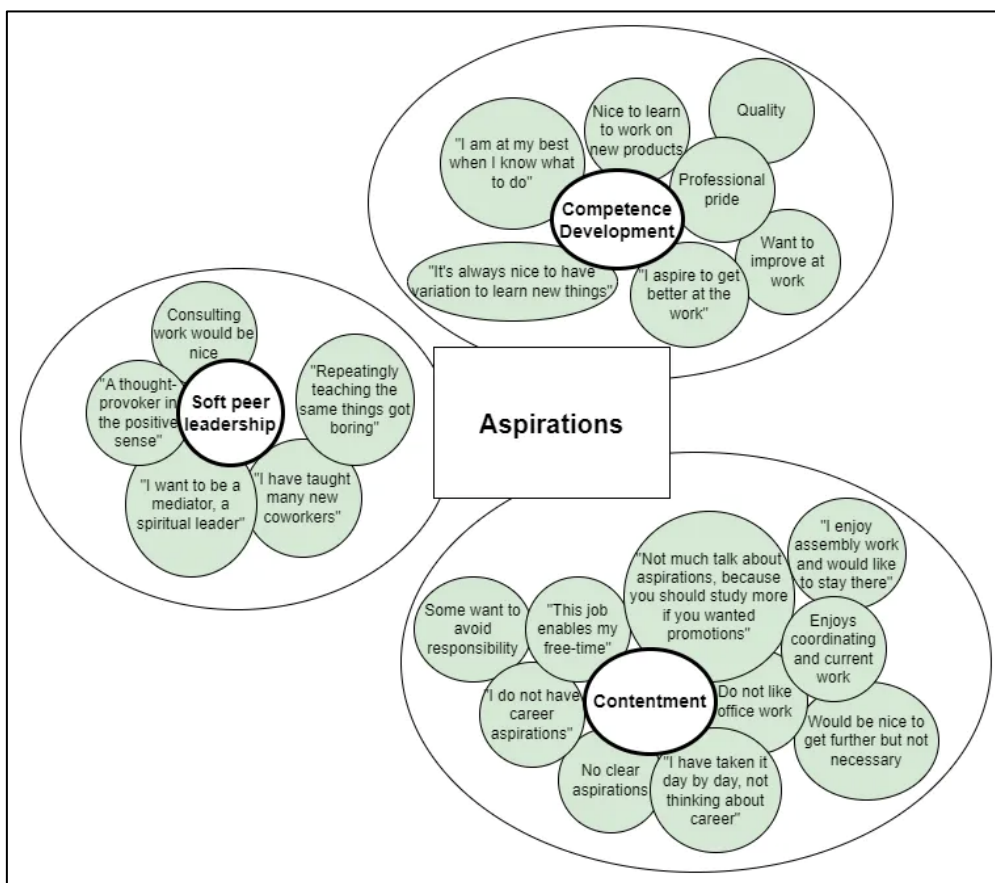 "I am at my best
when I know what
to do"
Nice to learn
to work on
new products
Quality
Professional
pride
Competence
Development
Want to
improve at
work
"It's always nice to have
variation to learn new things"
"I aspire to get
better at the
work"
Aspirations
Consulting
work would be
nice
"Repeatingly
teaching the
same things got
boring"
"A thought-
provoker in
the positive
sense"
Soft peer
leadership
"I want to be a
mediator, a
spiritual leader"
"I have taught
many new
coworkers"
"Not much talk about
aspirations, because
you should study more
if you wanted
promotions"
"I enjoy
assembly work
and would like
to stay there"
Some want to
avoid
responsibility
"This job
enables my
free-time"
Enjoys
coordinating
and current
work
"I do not have
career
aspirations"
Contentment
Do not like
office work
Would be nice to
get further but not
necessary
No clear
aspirations
"I have taken it
day by day, not
thinking about
career"